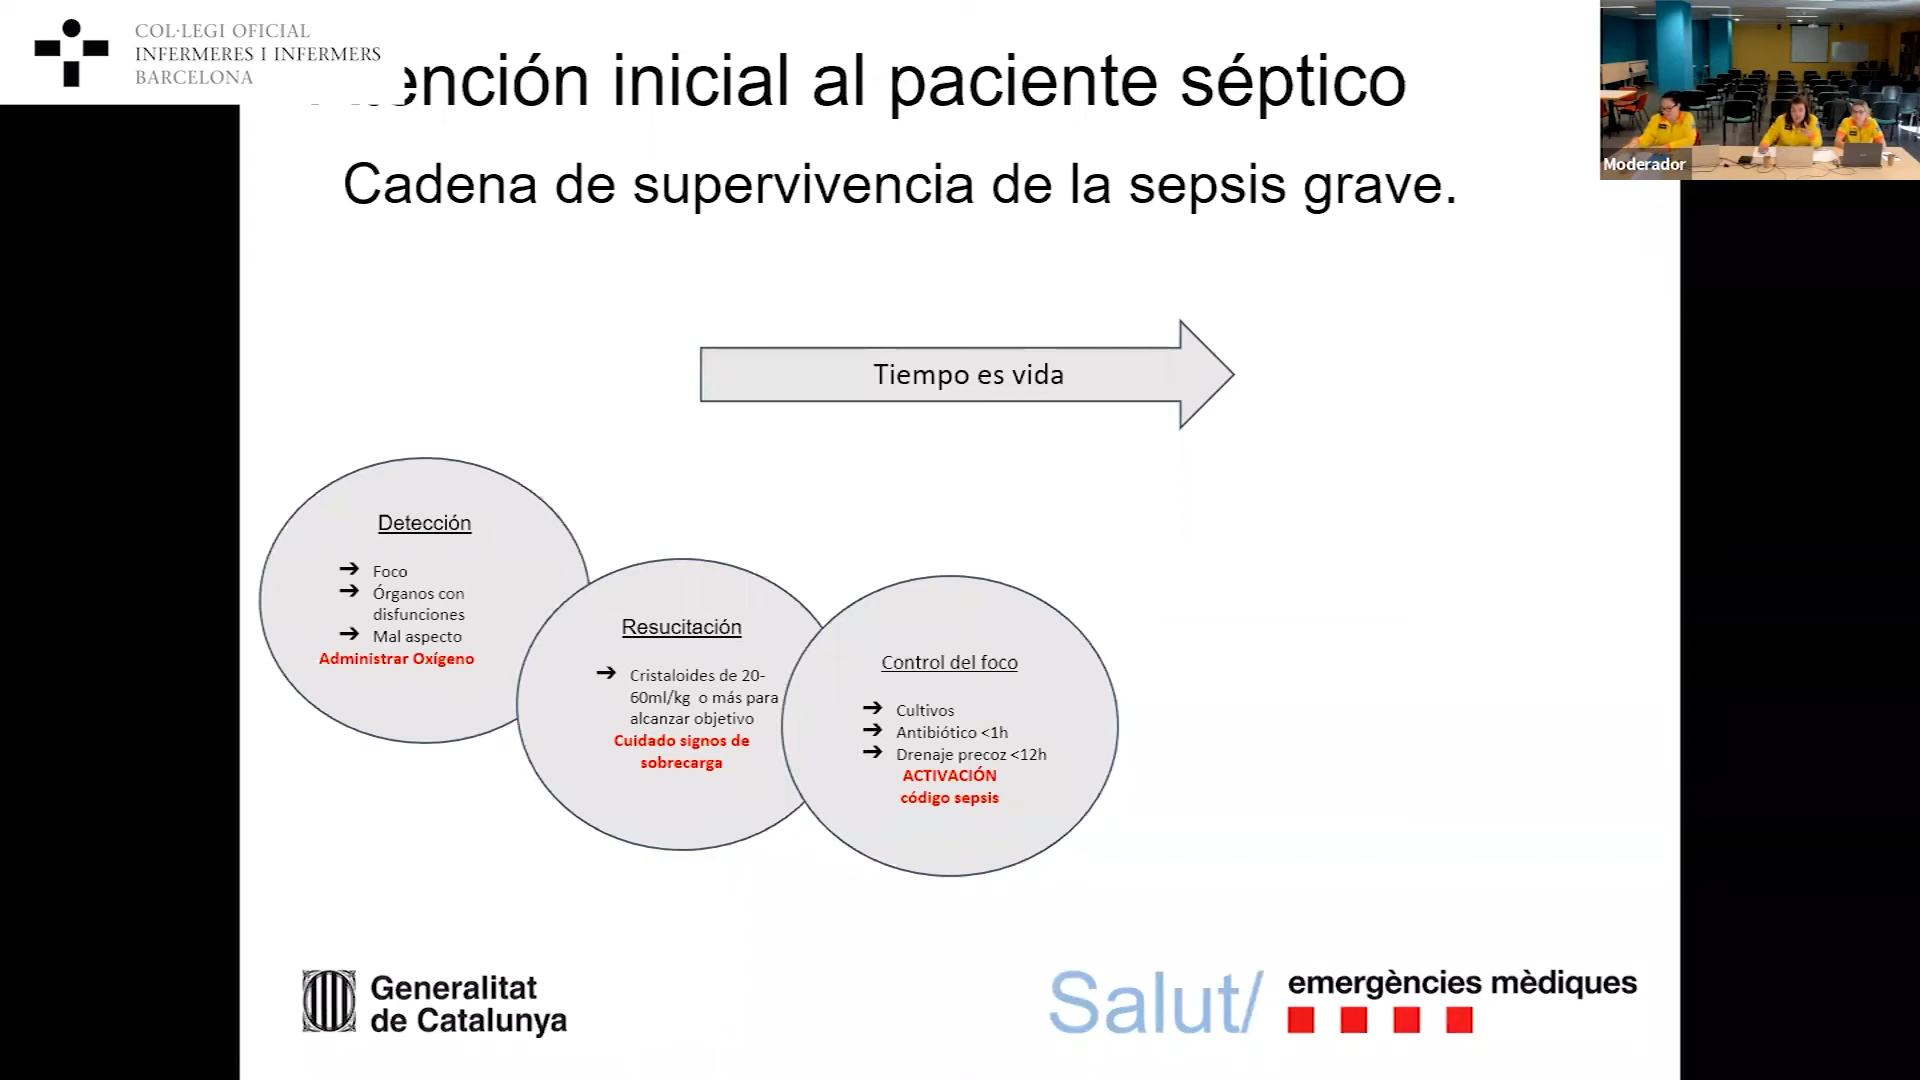 COL·LEGI OFICIAL
INFERMERES I INFERMERS
BARCELONA
inicial al paciente séptico
Cadena de supervivencia de la sepsis grave.
Moderador
Tiempo es vida
Detección
➔ Foco
➔ Órganos con
disfunciones
➔ Mal aspecto
Administrar Oxígeno
Resucitación
➔ Cristaloides de 20-
60ml/kg o más para
alcanzar objetivo
Cuidado signos de
sobrecarga
Control del foco
➔ Cultivos
➔ Antibiótico <1h
➔ Drenaje precoz <12h
ACTIVACIÓN
código sepsis
Generalitat
de Catalunya
Salut/
emergències mèdiques